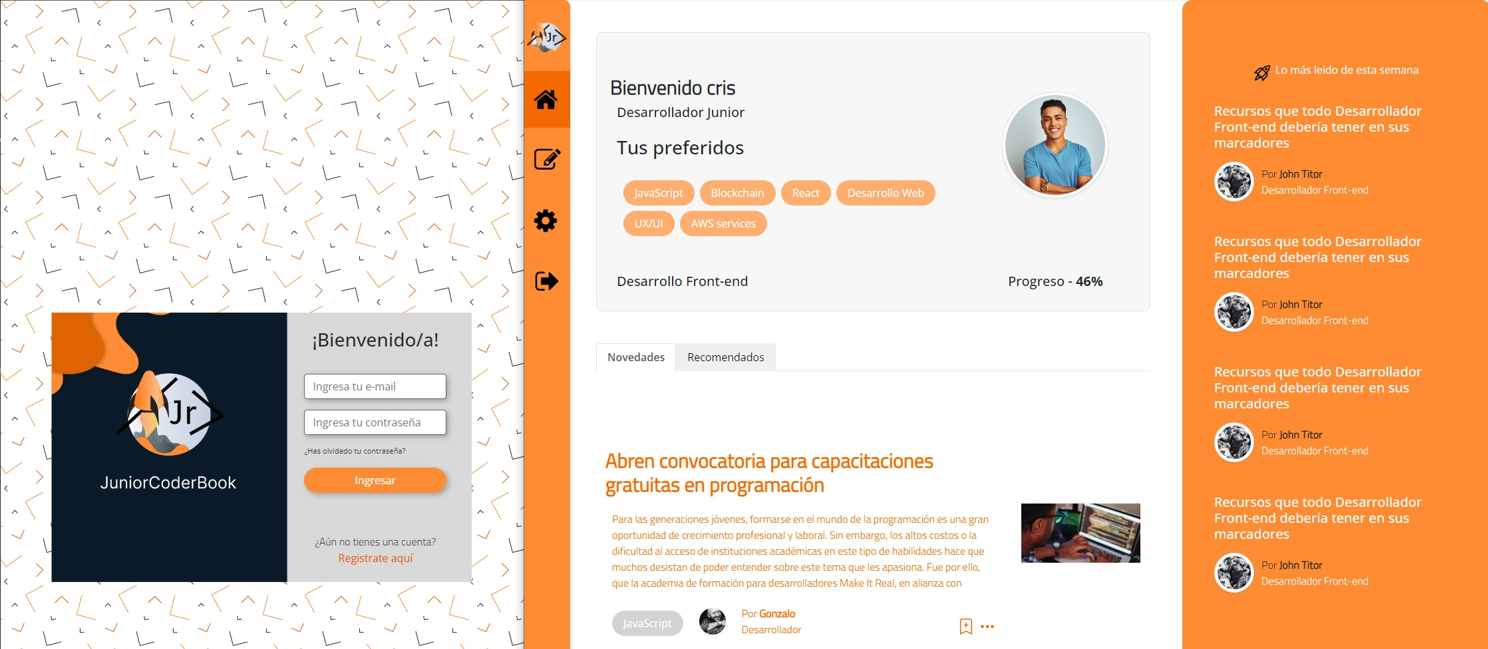 Jr
JuniorCoderBook
¡Bienvenido/a!
Ingresa tu e-mail
Ingresa tu contraseña
¿Has olvidado tu contraseña?
Ingresar
¿Aún no tienes una cuenta?
Registrate aquí
Jr
Bienvenido cris
Desarrollador Junior
Tus preferidos
JavaScript
Blockchain
React
Desarrollo Web
UX/UI
AWS services
Desarrollo Front-end
Progreso - 46%
Novedades
Recomendados
Abren convocatoria para capacitaciones
gratuitas en programación
Para las generaciones jóvenes, formarse en el mundo de la programación es una gran
oportunidad de crecimiento profesional y laboral. Sin embargo, los altos costos o la
dificultad al acceso de instituciones académicas en este tipo de habilidades hace que
muchos desistan de poder entender sobre este tema que les apasiona. Fue por ello,
que la academia de formación para desarrolladores Make It Real, en alianza con
JavaScript
Por Gonzalo
Desarrollador
Lo más leído de esta semana
Recursos que todo Desarrollador
Front-end debería tener en sus
marcadores
Por John Titor
Desarrollador Front-end
Recursos que todo Desarrollador
Front-end debería tener en sus
marcadores
Por John Titor
Desarrollador Front-end
Recursos que todo Desarrollador
Front-end debería tener en sus
marcadores
Por John Titor
Desarrollador Front-end
Recursos que todo Desarrollador
Front-end debería tener en sus
marcadores
Por John Titor
Desarrollador Front-end